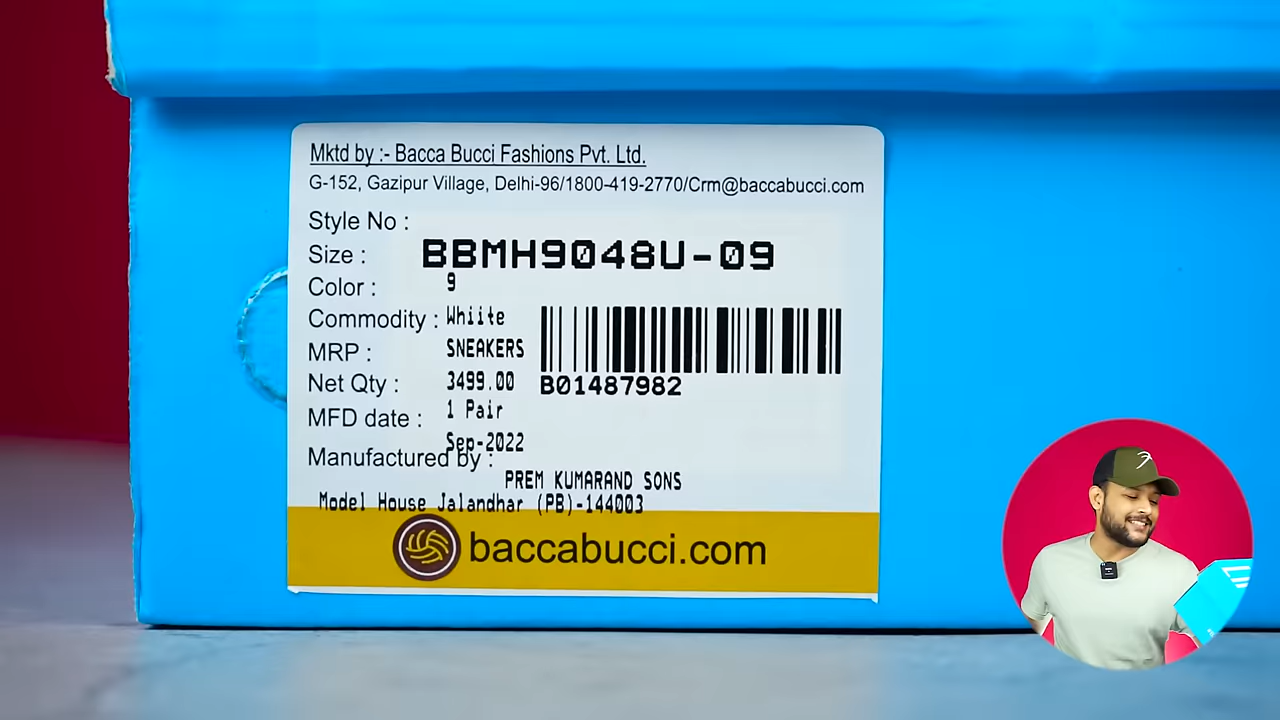 Mktd by :- Bacca Bucci Fashions Pvt. Ltd.
G-152, Gazipur Village, Delhi-96/1800-419-2770/Crm@baccabucci.com
Style No :
BBMH9048U-09
Size :
9
Color :
Whiite
Commodity :
SNEAKERS
MRP :
3499.00
B01487982
Net Qty :
1 Pair
MFD date :
Sep-2022
Manufactured by :
PREM KUMARAND SONS
Model House Jalandhar (PB)-144003
baccabucci.com